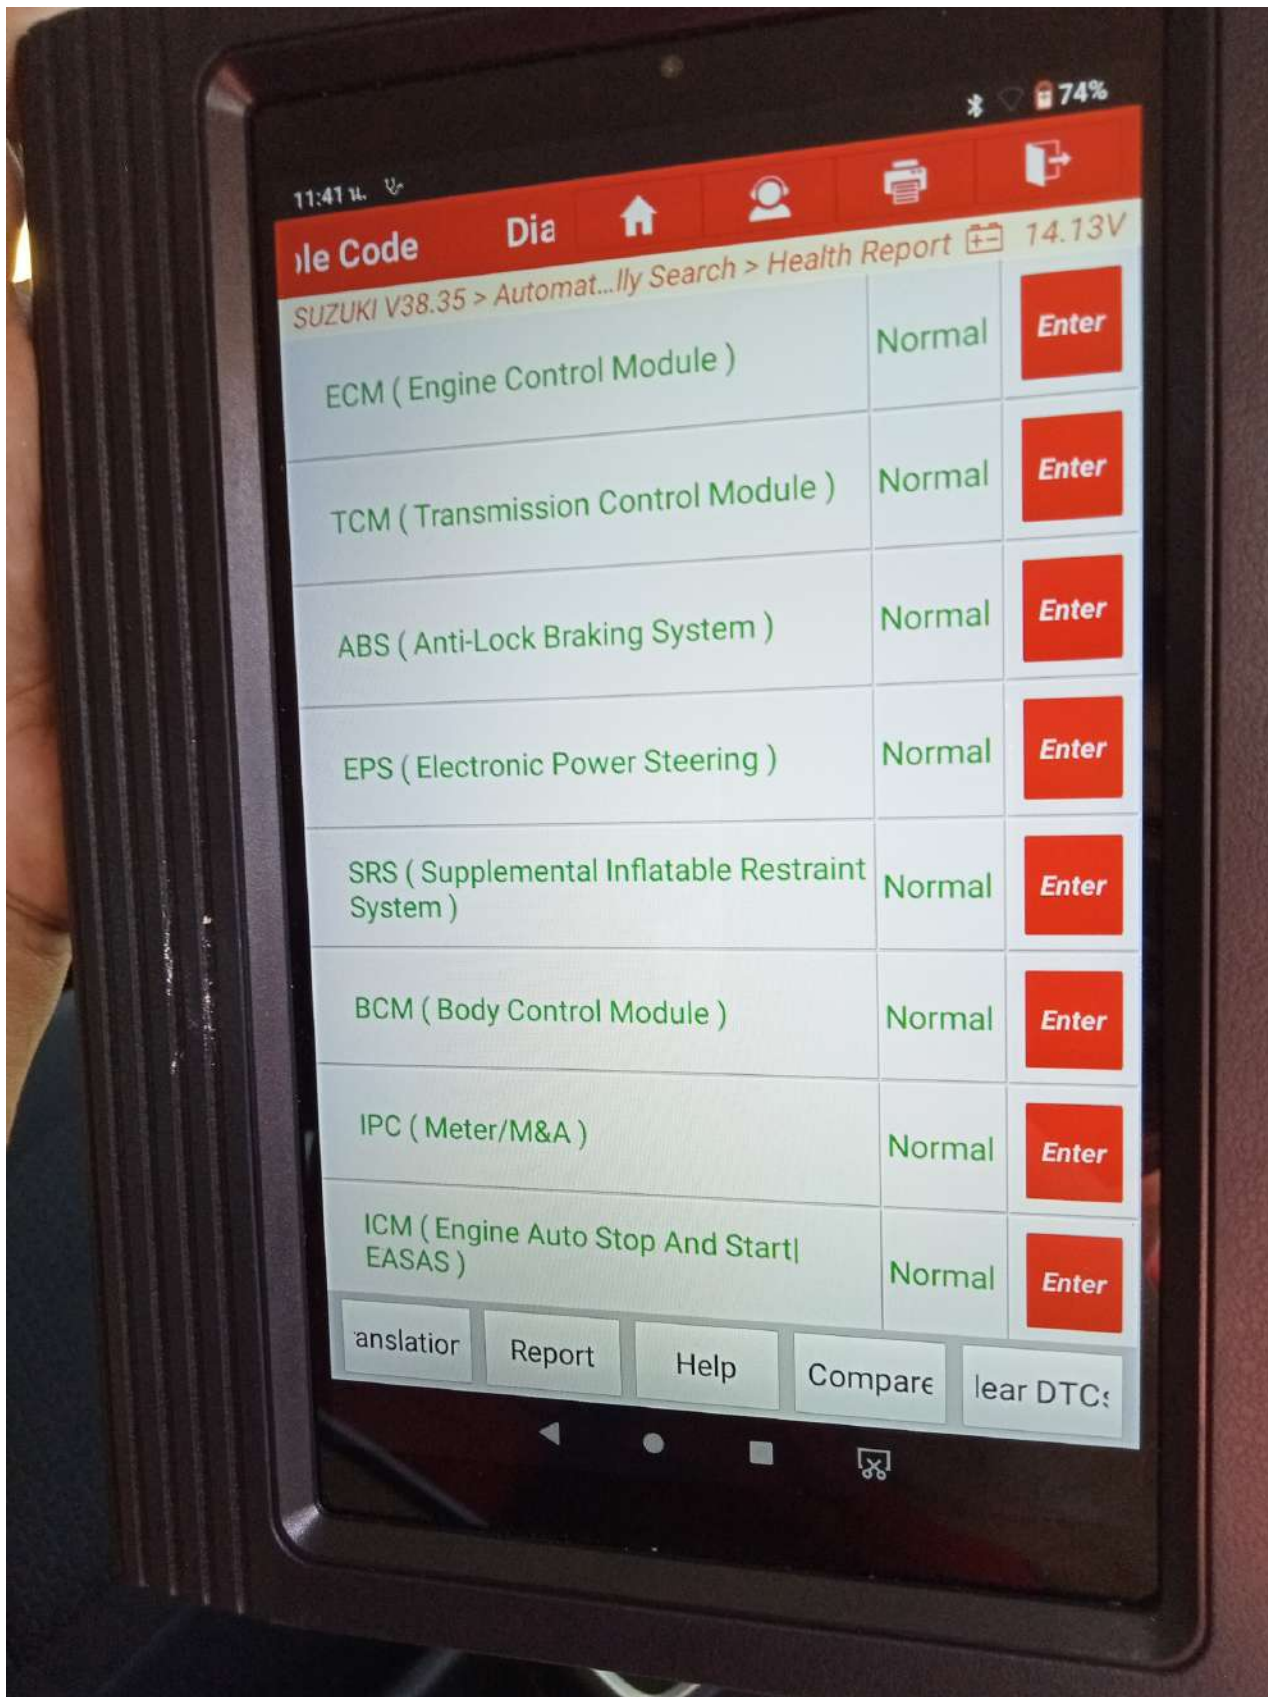 11:41 น.
74%
ole Code Dia
SUZUKI V38.35 > Automat...lly Search > Health Report 14.13V
ECM ( Engine Control Module ) Normal Enter
TCM ( Transmission Control Module ) Normal Enter
ABS ( Anti-Lock Braking System ) Normal Enter
EPS ( Electronic Power Steering ) Normal Enter
SRS ( Supplemental Inflatable Restraint
System ) Normal Enter
BCM ( Body Control Module ) Normal Enter
IPC ( Meter/M&A ) Normal Enter
ICM ( Engine Auto Stop And Start|
EASAS ) Normal Enter
anslation Report Help Compare lear DTCs